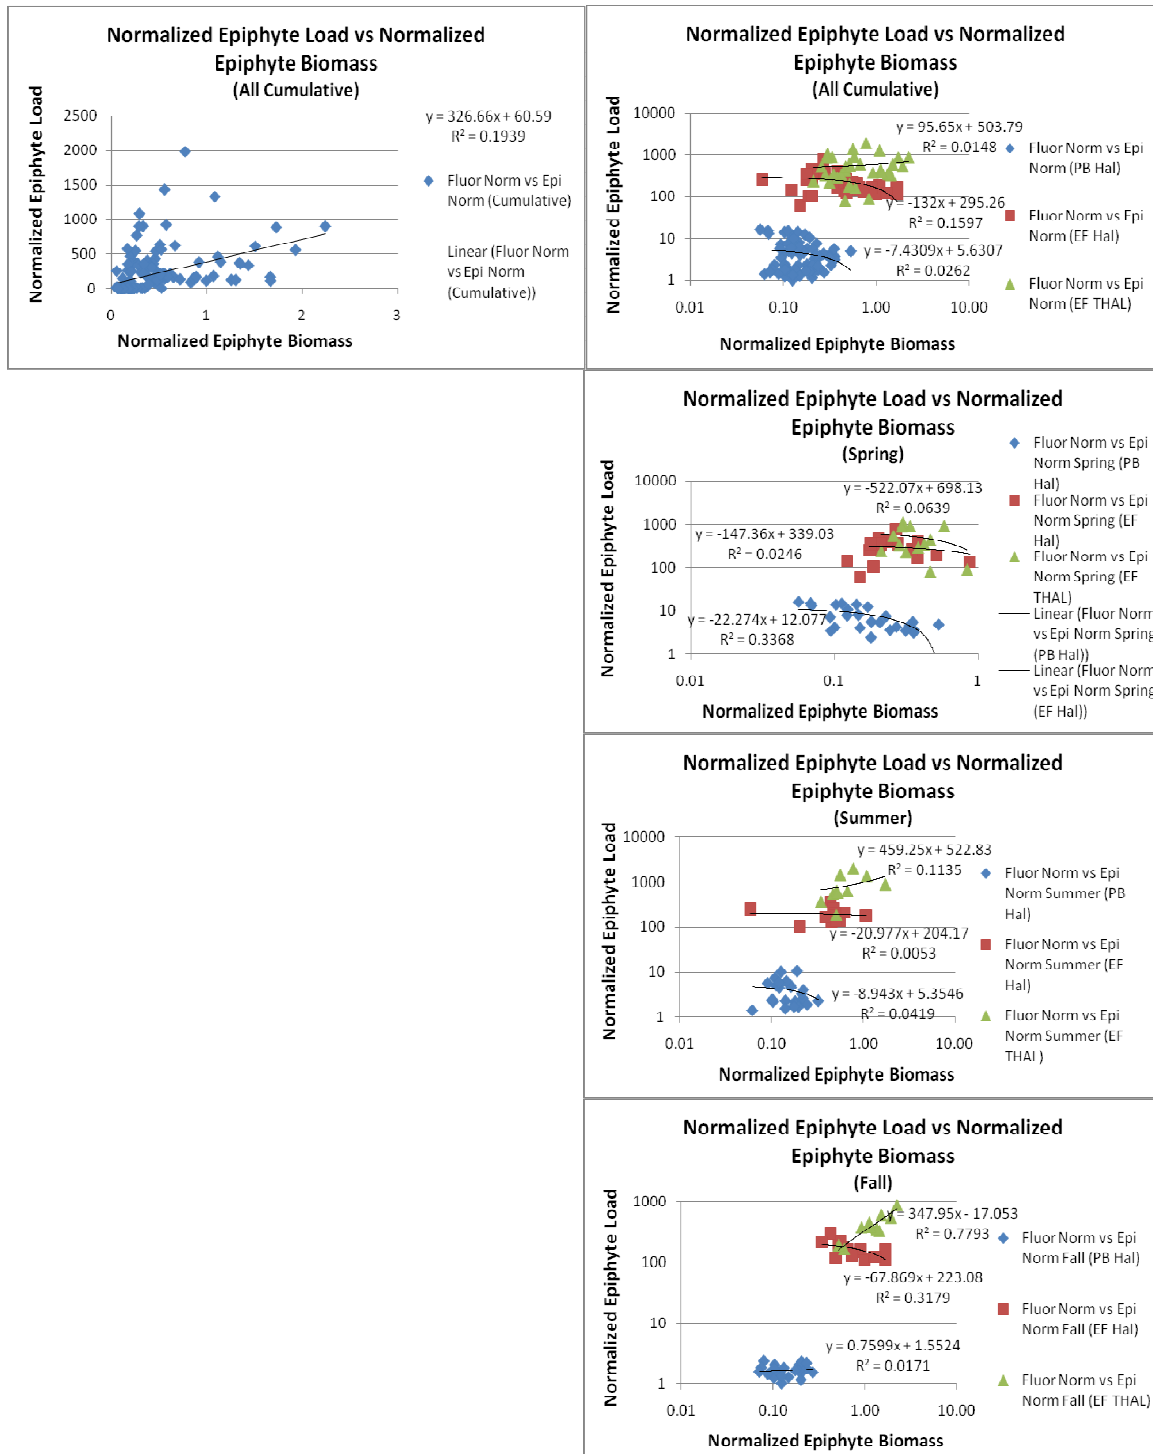 Normalized Epiphyte Load vs Normalized
Epiphyte Biomass
(All Cumulative)
Normalized Epiphyte Load
2500
2000
1500
1000
500
0
0
1
2
3
Normalized Epiphyte Biomass
y = 326.66x + 60.59
R² = 0.1939
Fluor Norm vs Epi
Norm (Cumulative)
Linear (Fluor Norm
vs Epi Norm
(Cumulative))
Normalized Epiphyte Load vs Normalized
Epiphyte Biomass
(All Cumulative)
Normalized Epiphyte Load
10000
1000
100
10
1
0.01
0.10
1.00
10.00
Normalized Epiphyte Biomass
y = 95.65x + 503.79
R² = 0.0148
y = -132x + 295.26
R² = 0.1597
y = -7.4309x + 5.6307
R² = 0.0262
Fluor Norm vs Epi
Norm (PB Hal)
Fluor Norm vs Epi
Norm (EF Hal)
Fluor Norm vs Epi
Norm (EF THAL)
Normalized Epiphyte Load vs Normalized
Epiphyte Biomass
(Spring)
Normalized Epiphyte Load
10000
1000
100
10
1
0.01
0.1
1
Normalized Epiphyte Biomass
y = -522.07x + 698.13
R² = 0.0639
y = -147.36x + 339.03
R² = 0.0246
y = -22.274x + 12.077
R² = 0.3368
Fluor Norm vs Epi
Norm Spring (PB
Hal)
Fluor Norm vs Epi
Norm Spring (EF
Hal)
Fluor Norm vs Epi
Norm Spring (EF
THAL)
Linear (Fluor Norm
vs Epi Norm Spring
(PB Hal))
Linear (Fluor Norm
vs Epi Norm Spring
(EF Hal))
Normalized Epiphyte Load vs Normalized
Epiphyte Biomass
(Summer)
Normalized Epiphyte Load
10000
1000
100
10
1
0.01
0.10
1.00
10.00
Normalized Epiphyte Biomass
y = 459.25x + 522.83
R² = 0.1135
y = -20.977x + 204.17
R² = 0.0053
y = -8.943x + 5.3546
R² = 0.0419
Fluor Norm vs Epi
Norm Summer (PB
Hal)
Fluor Norm vs Epi
Norm Summer (EF
Hal)
Fluor Norm vs Epi
Norm Summer (EF
THAL)
Normalized Epiphyte Load vs Normalized
Epiphyte Biomass
(Fall)
Normalized Epiphyte Load
1000
100
10
1
0.01
0.10
1.00
10.00
Normalized Epiphyte Biomass
y = 347.95x - 17.053
R² = 0.7793
y = -67.869x + 223.08
R² = 0.3179
y = 0.7599x + 1.5524
R² = 0.0171
Fluor Norm vs Epi
Norm Fall (PB Hal)
Fluor Norm vs Epi
Norm Fall (EF Hal)
Fluor Norm vs Epi
Norm Fall (EF THAL)